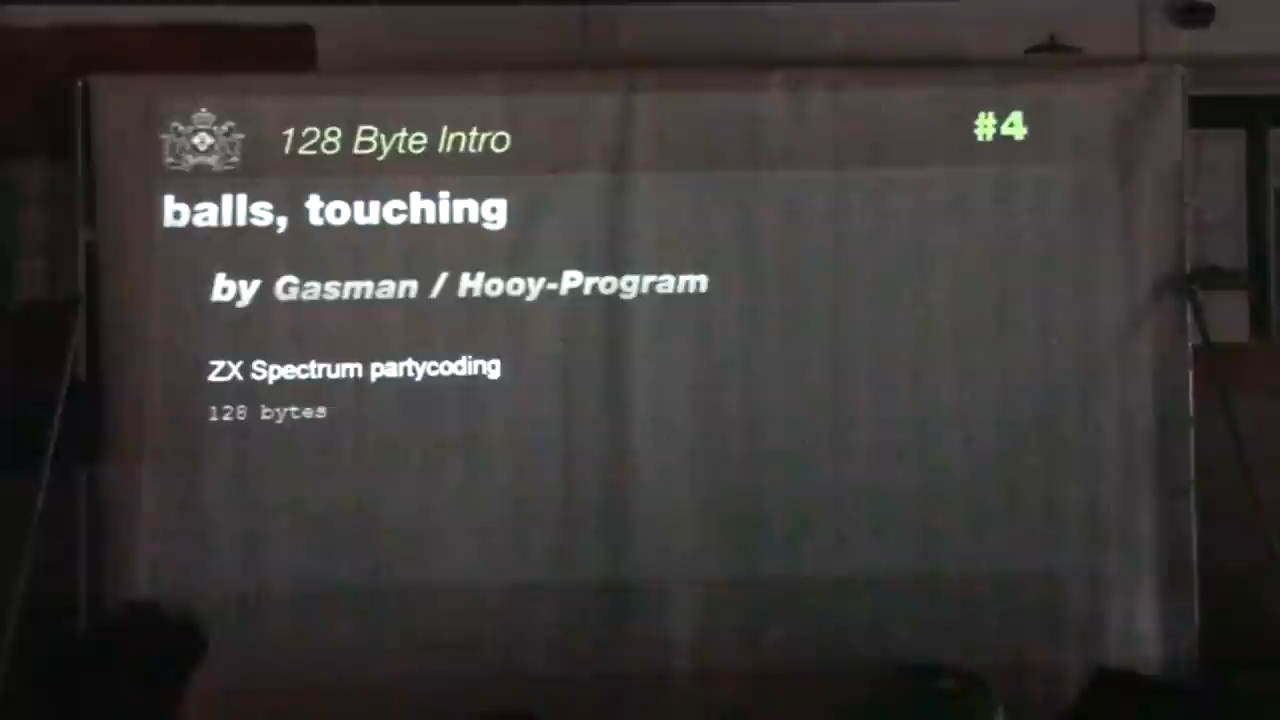 128 Byte Intro
#4
balls, touching
by Gasman / Hooy-Program
ZX Spectrum partycoding
128 bytes